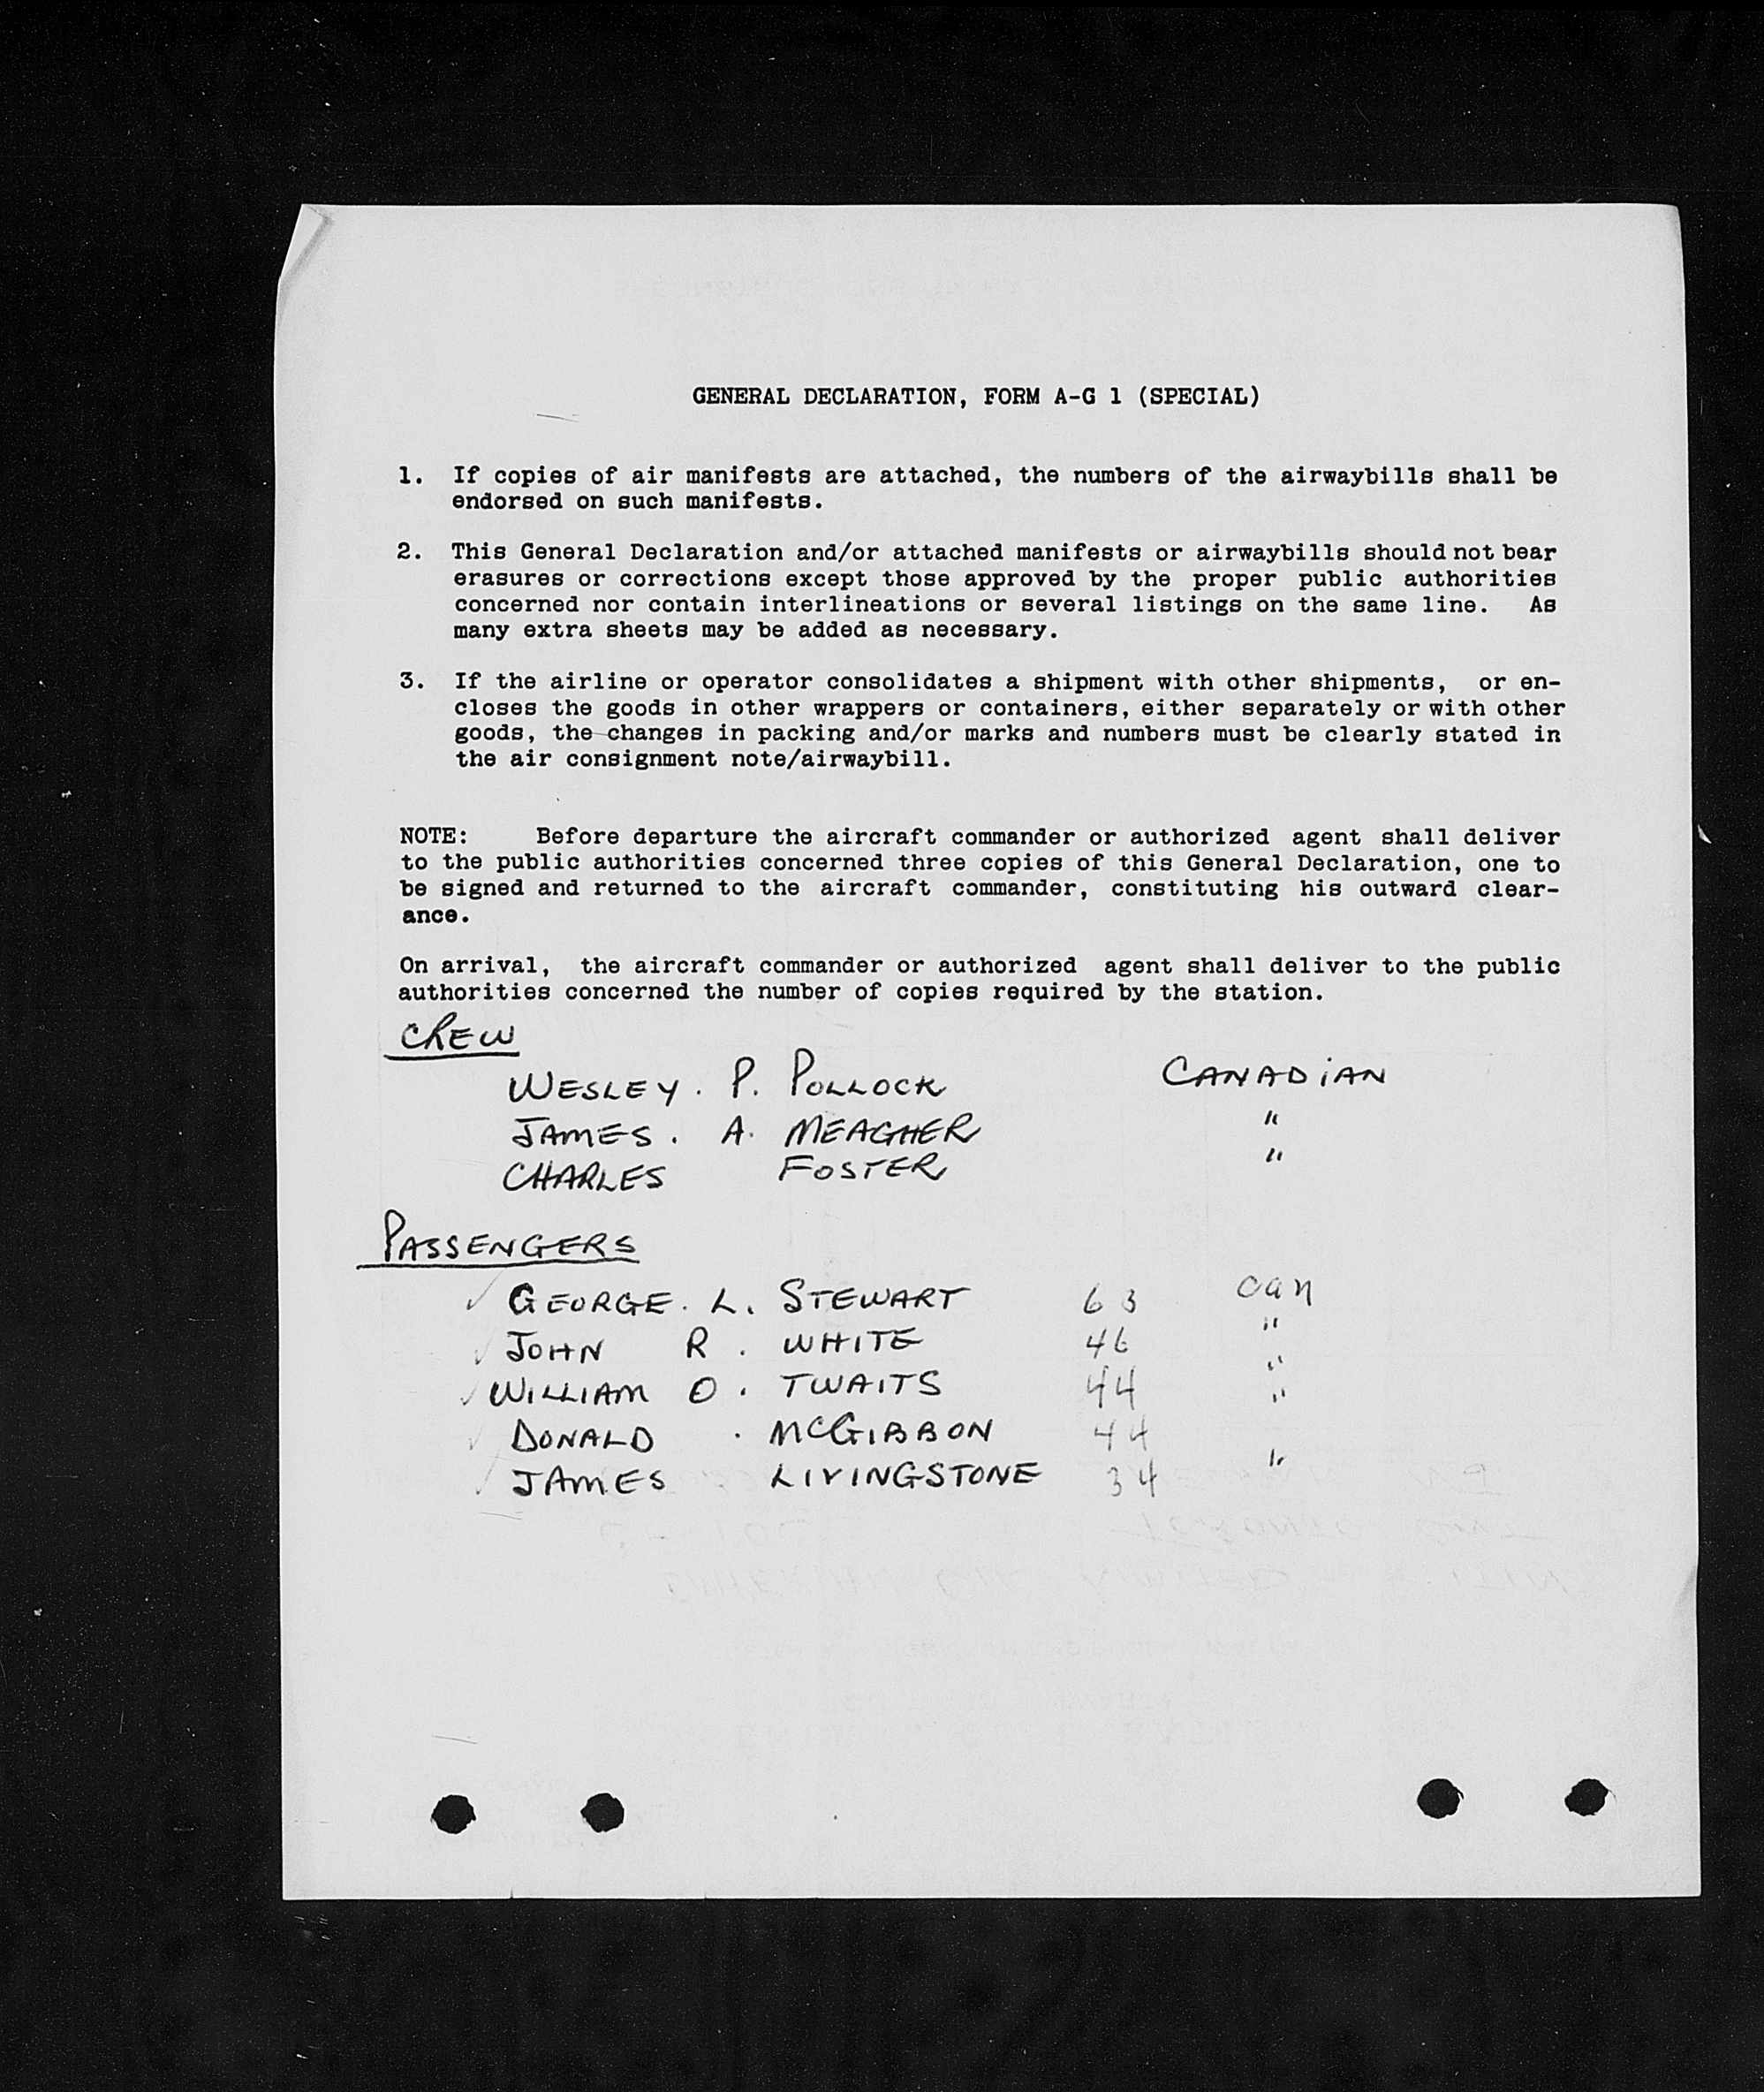 GENERAL DECLARATION, FORM A-G 1 (SPECIAL)
1. If copies of air manifests are attached, the numbers of the airwaybills shall be
endorsed on such manifests.
2. This General Declaration and/or attached manifests or airwaybills should not bear
erasures or corrections except those approved by the proper public authorities
concerned nor contain interlineations or several listings on the same line. As
many extra sheets may be added as necessary.
3. If the airline or operator consolidates a shipment with other shipments, or en-
closes the goods in other wrappers or containers, either separately or with other
goods, the changes in packing and/or marks and numbers must be clearly stated in
the air consignment note/airwaybill.
NOTE: Before departure the aircraft commander or authorized agent shall deliver
to the public authorities concerned three copies of this General Declaration, one to
be signed and returned to the aircraft commander, constituting his outward clear-
ance.
On arrival, the aircraft commander or authorized agent shall deliver to the public
authorities concerned the number of copies required by the station.
CREW
WESLEY. P. POLLOCK CANADIAN
JAMES. A. MEAGHER "
CHARLES FOSTER "
PASSENGERS
✓ GEORGE. L. STEWART 63 can
✓ JOHN R. WHITE 46 "
✓ WILLIAM O. TWAITS 44 "
✓ DONALD . MCGIBBON 44 "
✓ JAMES . LIVINGSTONE 34 "